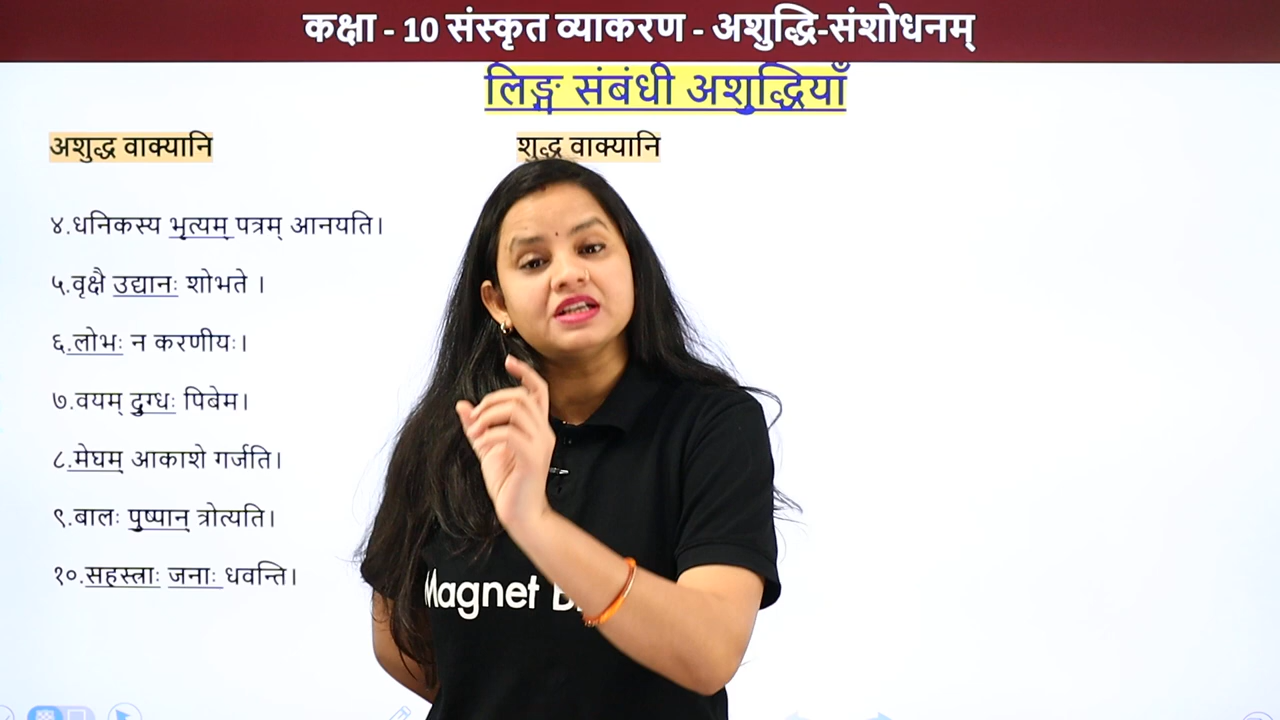 कक्षा - 10 संस्कृत व्याकरण - अशुद्धि-संशोधनम्
लिङ्ग संबंधी अशुद्धियाँ
अशुद्ध वाक्यानि
शुद्ध वाक्यानि
४.धनिकस्य भृत्यम् पत्रम् आनयति।
५.वृक्षै उद्यानः शोभते ।
६.लोभः न करणीयः।
७.वयम् दुग्धः पिबेम।
८.मेघम् आकाशे गर्जति।
९.बालः पुष्पान् त्रोत्यति।
१०.सहस्त्राः जनाः धवन्ति।
Magnet